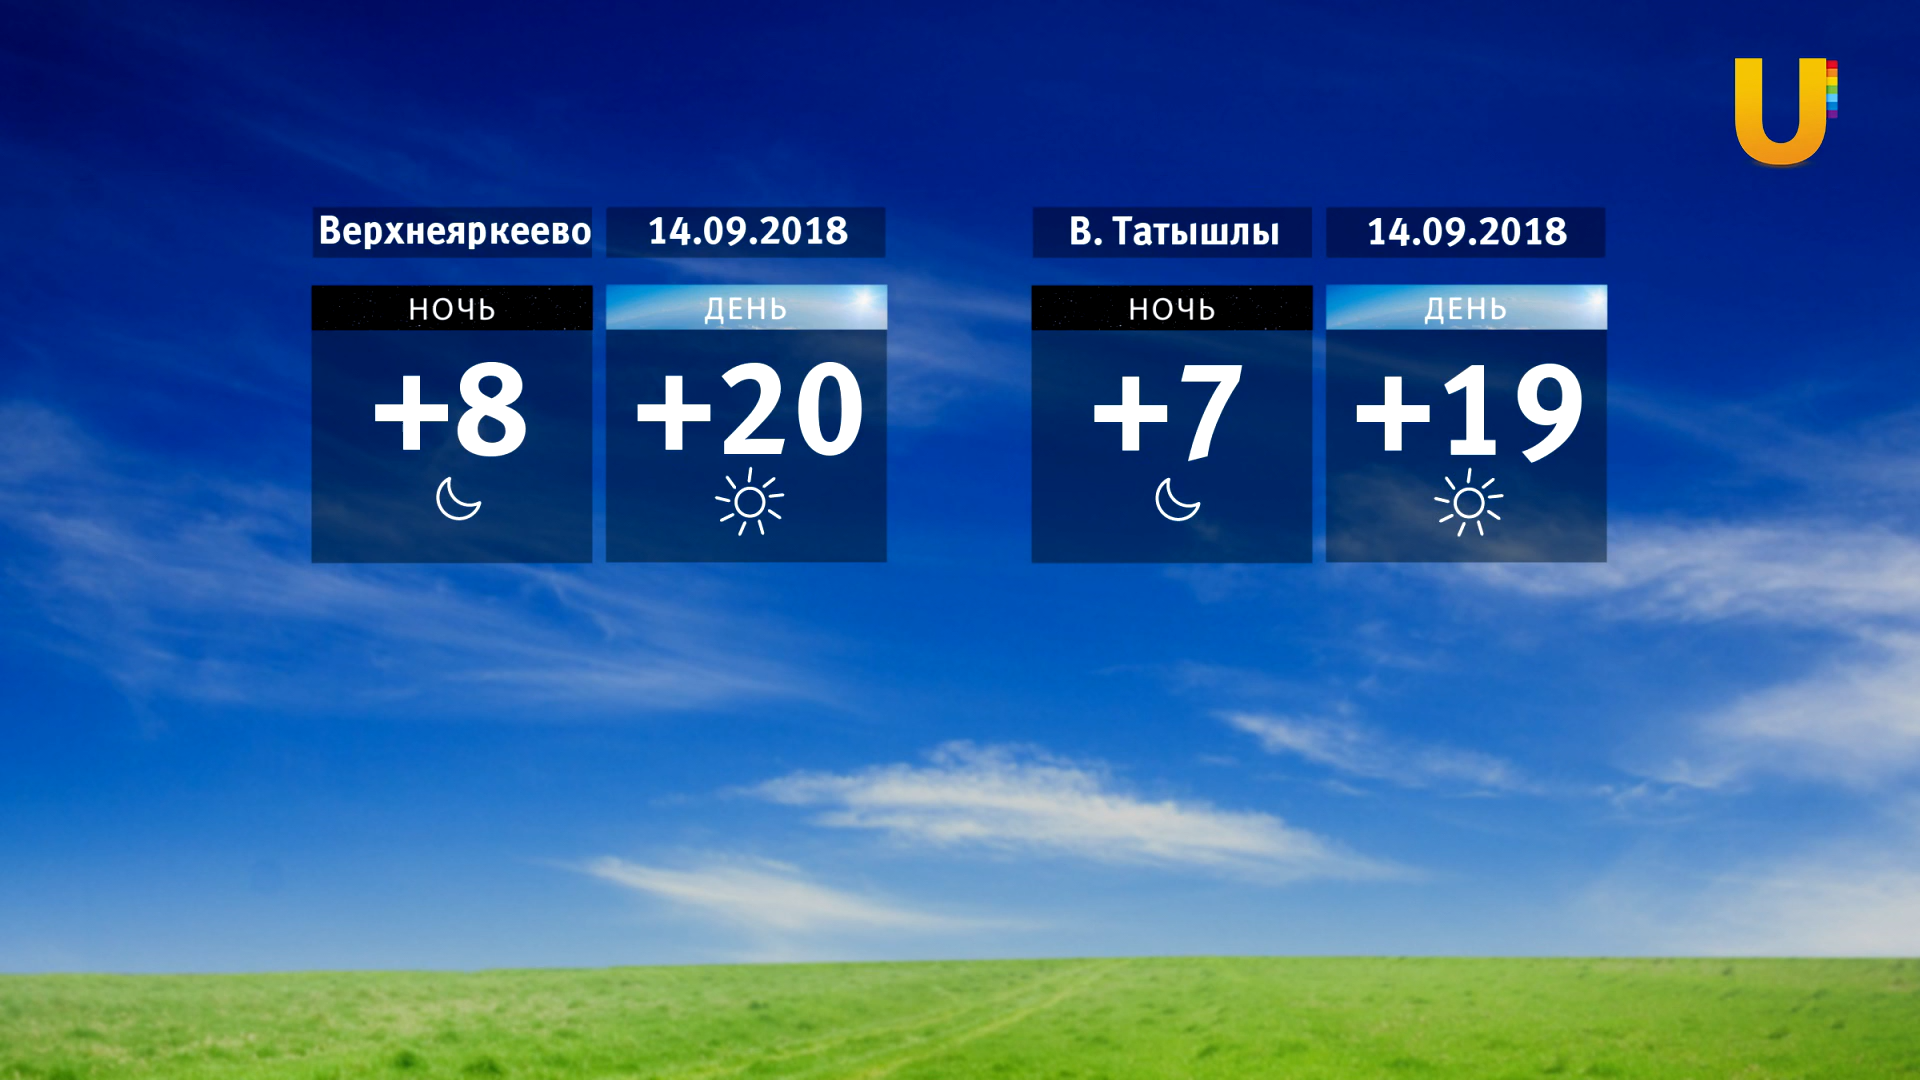 U
Верхнеяркеево 14.09.2018
НОЧЬ ДЕНЬ
+8 +20
В. Татышлы 14.09.2018
НОЧЬ ДЕНЬ
+7 +19